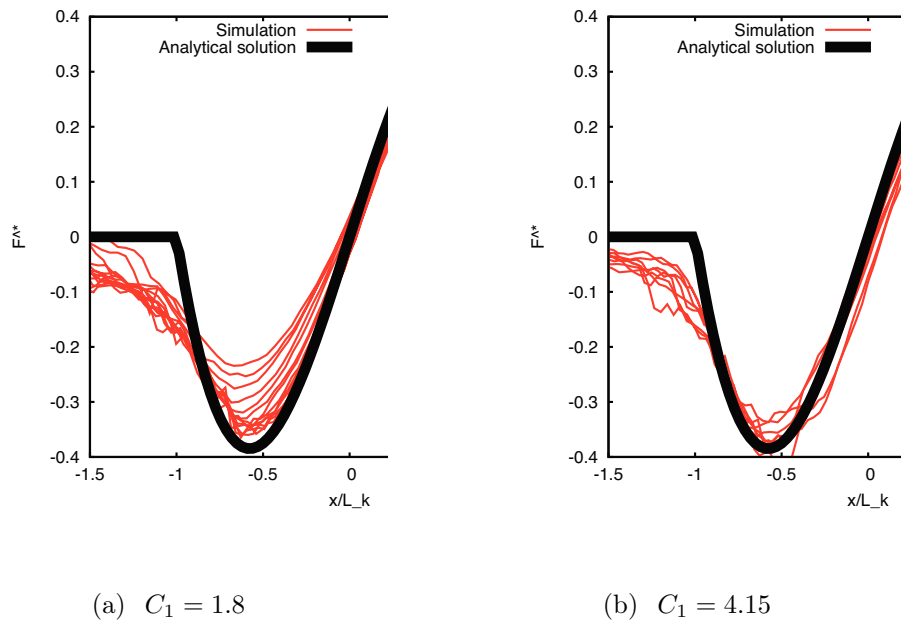 0.4
0.3
0.2
0.1
0
-0.1
-0.2
-0.3
-0.4
-1.5
-1
-0.5
0
F^*
x/L_k
Simulation
Analytical solution
(a) C₁ = 1.8
0.4
0.3
0.2
0.1
0
-0.1
-0.2
-0.3
-0.4
-1.5
-1
-0.5
0
F^*
x/L_k
Simulation
Analytical solution
(b) C₁ = 4.15